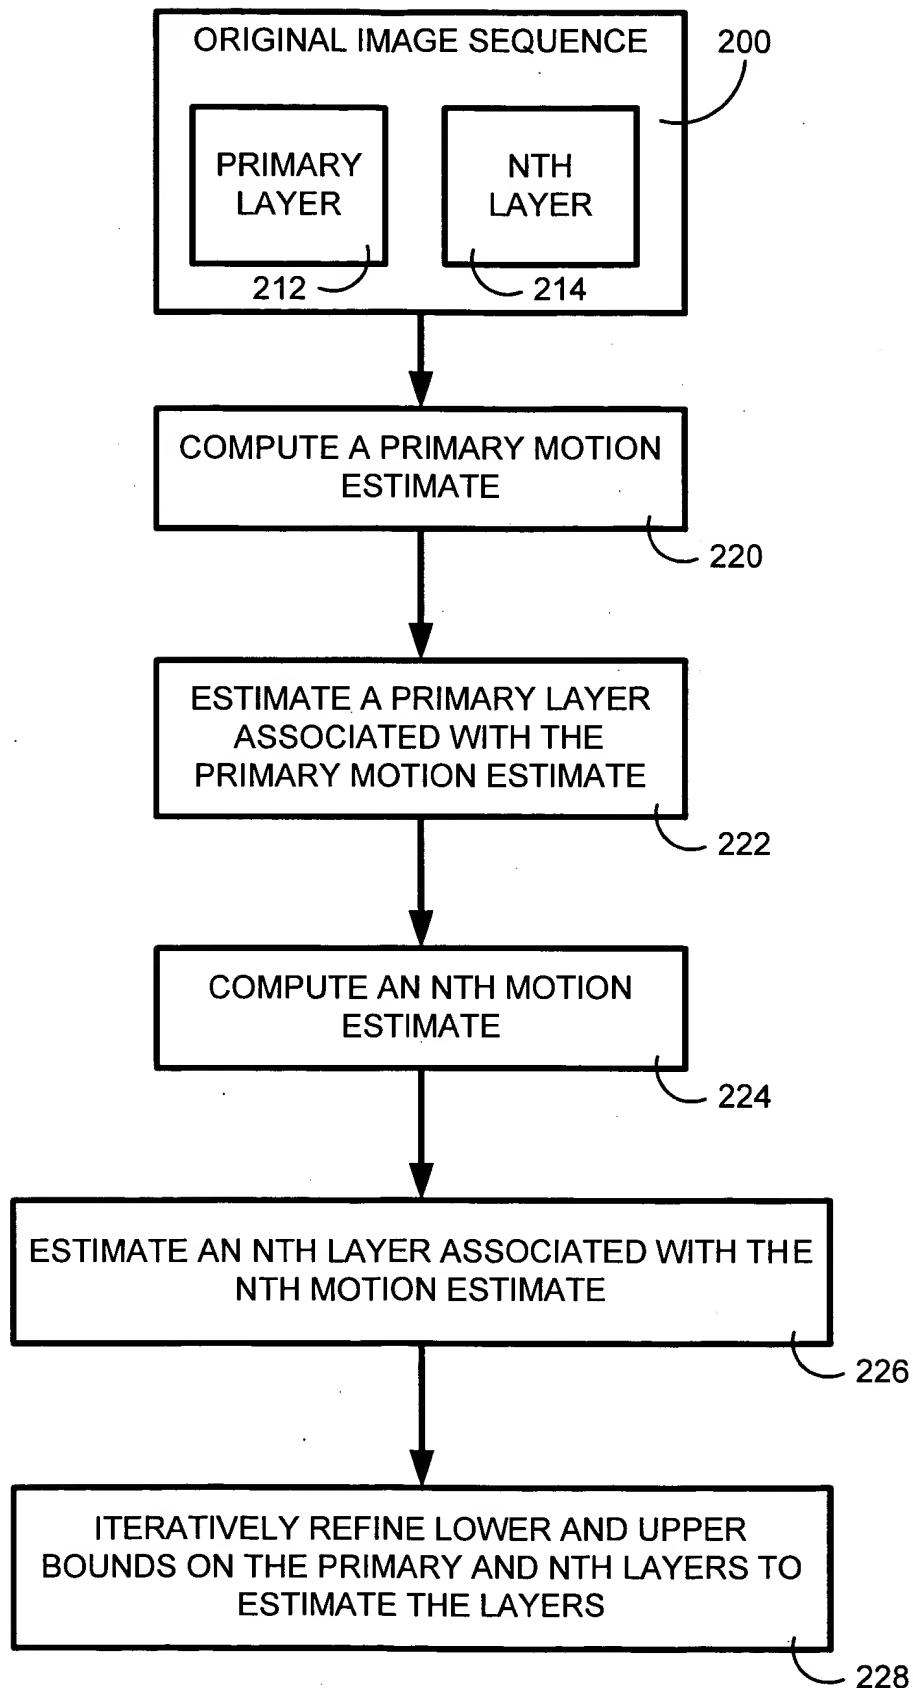 ORIGINAL IMAGE SEQUENCE
200
PRIMARY
LAYER
212
NTH
LAYER
214
COMPUTE A PRIMARY MOTION
ESTIMATE
220
ESTIMATE A PRIMARY LAYER
ASSOCIATED WITH THE
PRIMARY MOTION ESTIMATE
222
COMPUTE AN NTH MOTION
ESTIMATE
224
ESTIMATE AN NTH LAYER ASSOCIATED WITH THE
NTH MOTION ESTIMATE
226
ITERATIVELY REFINE LOWER AND UPPER
BOUNDS ON THE PRIMARY AND NTH LAYERS TO
ESTIMATE THE LAYERS
228